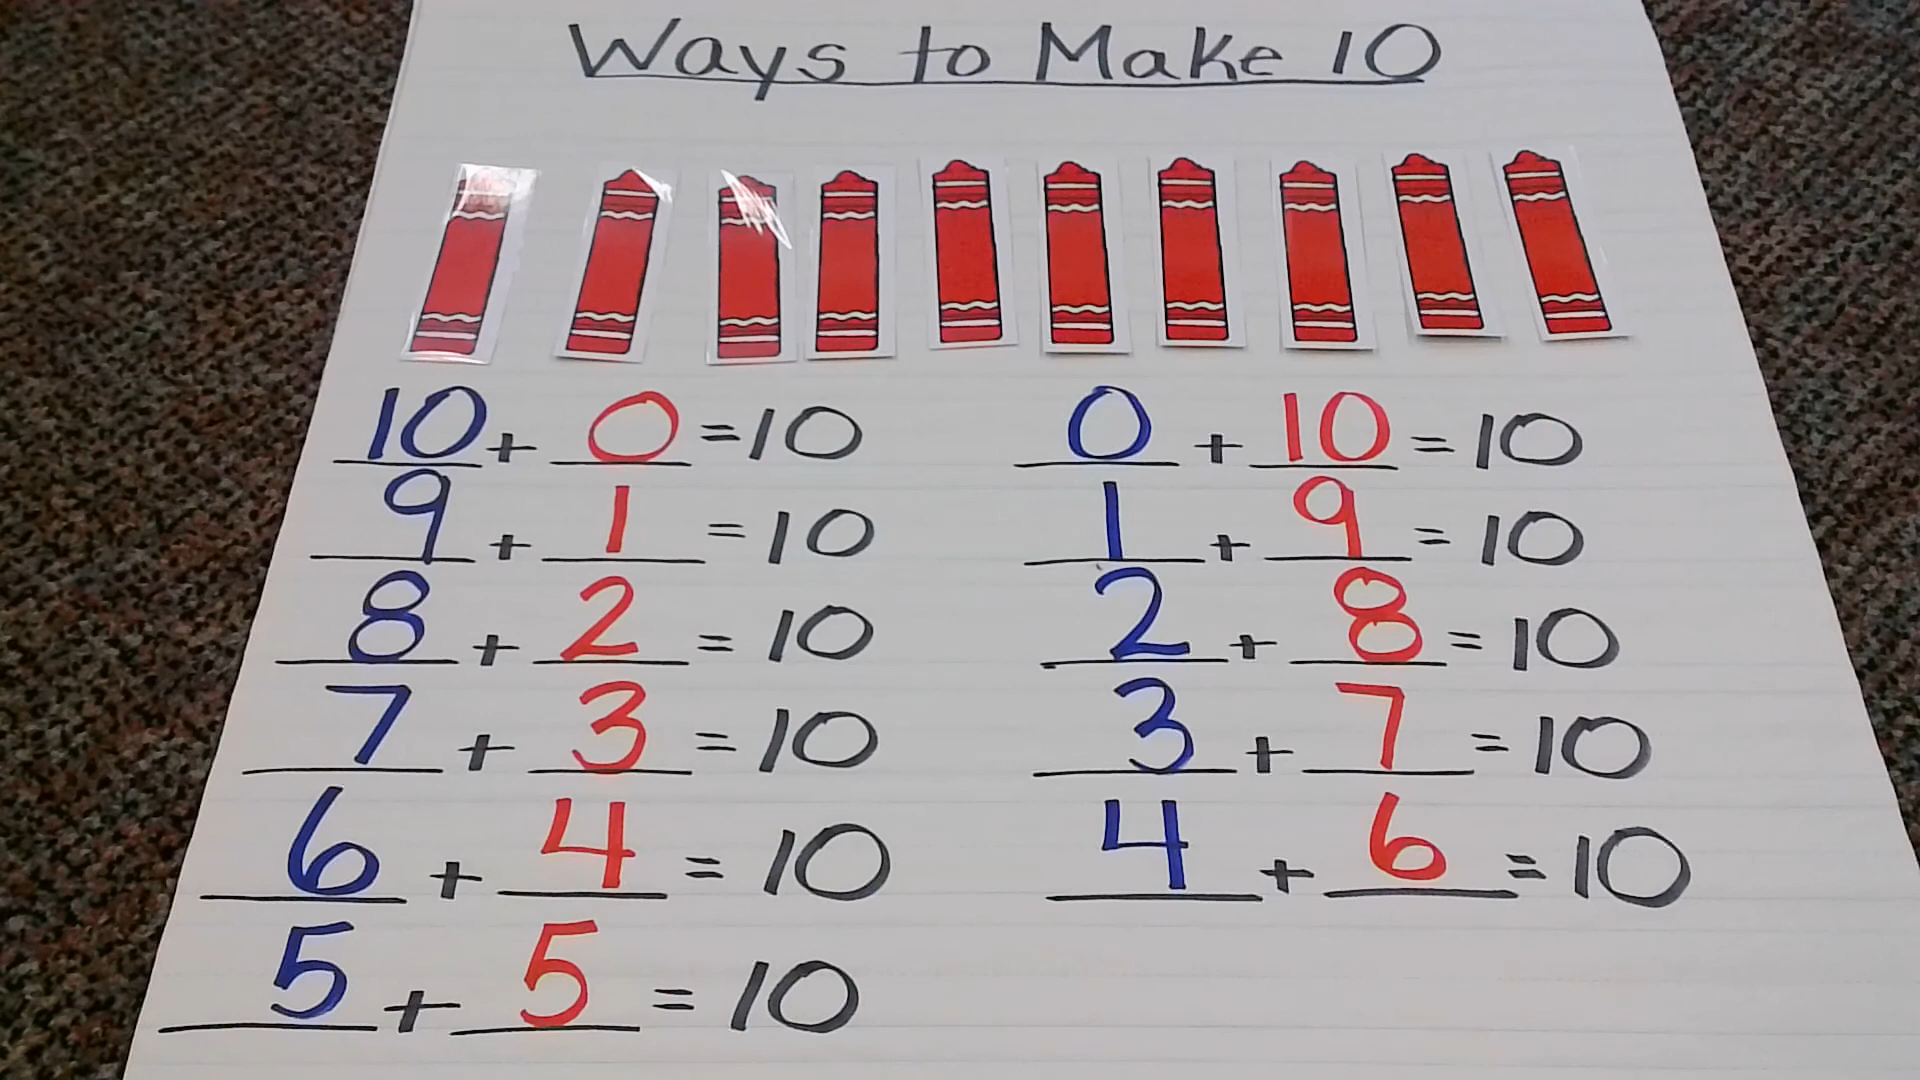 Ways to Make 10
10 + 0 = 10
9 + 1 = 10
8 + 2 = 10
7 + 3 = 10
6 + 4 = 10
5 + 5 = 10
0 + 10 = 10
1 + 9 = 10
2 + 8 = 10
3 + 7 = 10
4 + 6 = 10